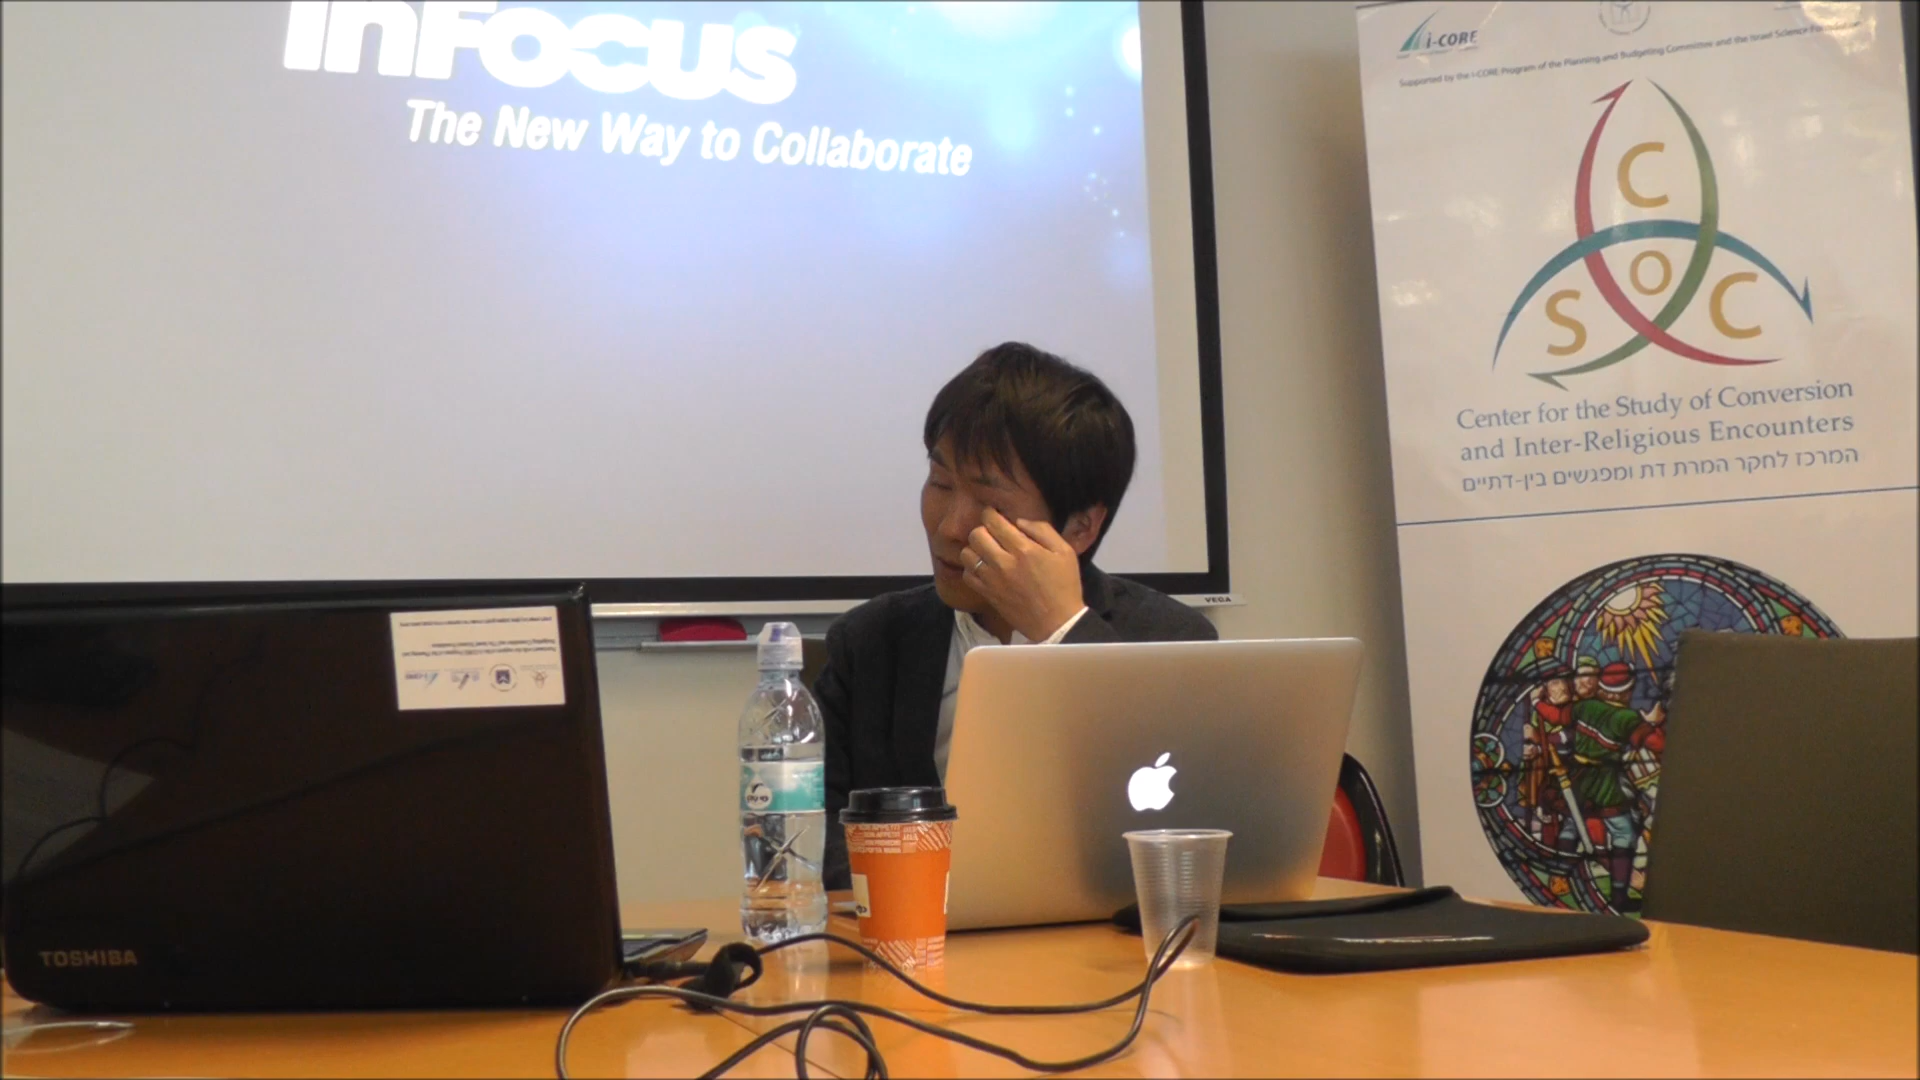 InFocus
The New Way to Collaborate
i-CORE
Supported by the I-CORE Program of the Planning and Budgeting Committee and the Israel Science
C
S O C
Center for the Study of Conversion
and Inter-Religious Encounters
המרכז לחקר המרת דת ומפגשים בין-דתיים
VEGA
TOSHIBA